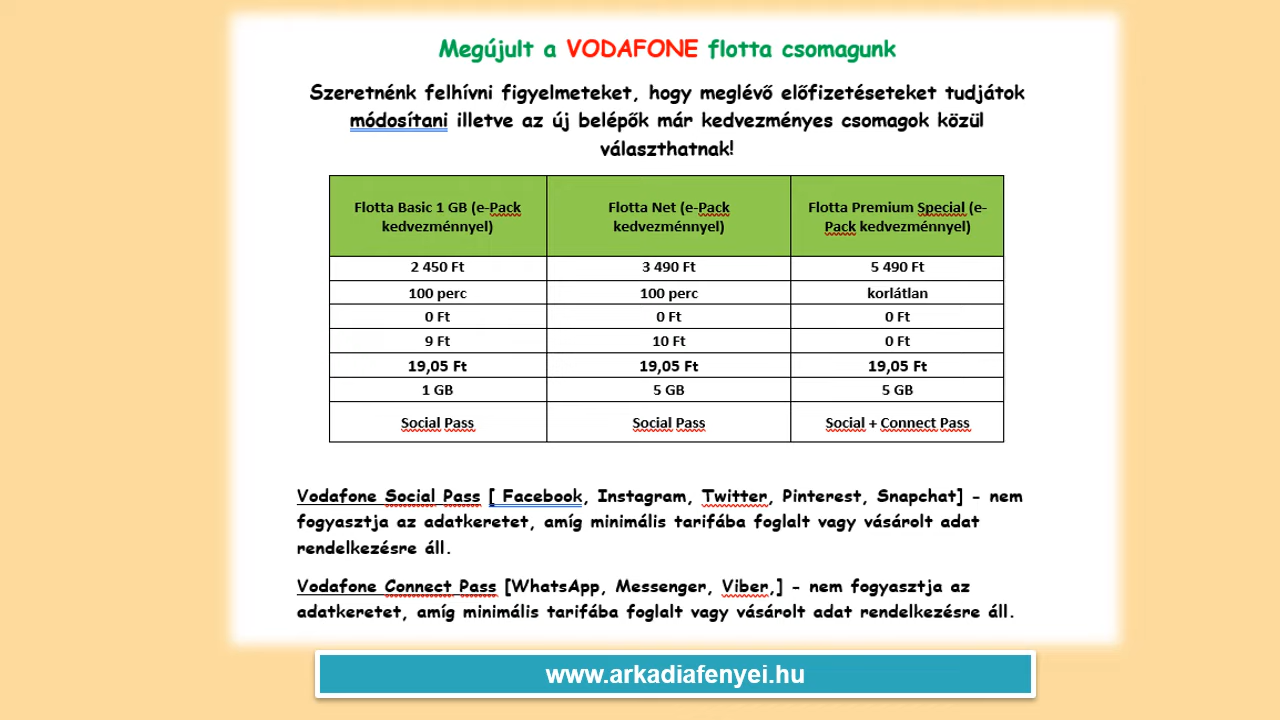 Megújult a VODAFONE flotta csomagunk
Szeretnénk felhívni figyelmeteket, hogy meglévő előfizetéseteket tudjátok
módosítani illetve az új belépők már kedvezményes csomagok közül
választhatnak!
Flotta Basic 1 GB (e-Pack
kedvezménnyel)
Flotta Net (e-Pack
kedvezménnyel)
Flotta Premium Special (e-
Pack kedvezménnyel)
2 450 Ft 3 490 Ft 5 490 Ft
100 perc 100 perc korlátlan
0 Ft 0 Ft 0 Ft
9 Ft 10 Ft 0 Ft
19,05 Ft 19,05 Ft 19,05 Ft
1 GB 5 GB 5 GB
Social Pass Social Pass Social + Connect Pass
Vodafone Social Pass [ Facebook, Instagram, Twitter, Pinterest, Snapchat] - nem
fogyasztja az adatkeretet, amíg minimális tarifába foglalt vagy vásárolt adat
rendelkezésre áll.
Vodafone Connect Pass [WhatsApp, Messenger, Viber,] - nem fogyasztja az
adatkeretet, amíg minimális tarifába foglalt vagy vásárolt adat rendelkezésre áll.
www.arkadiafenyei.hu